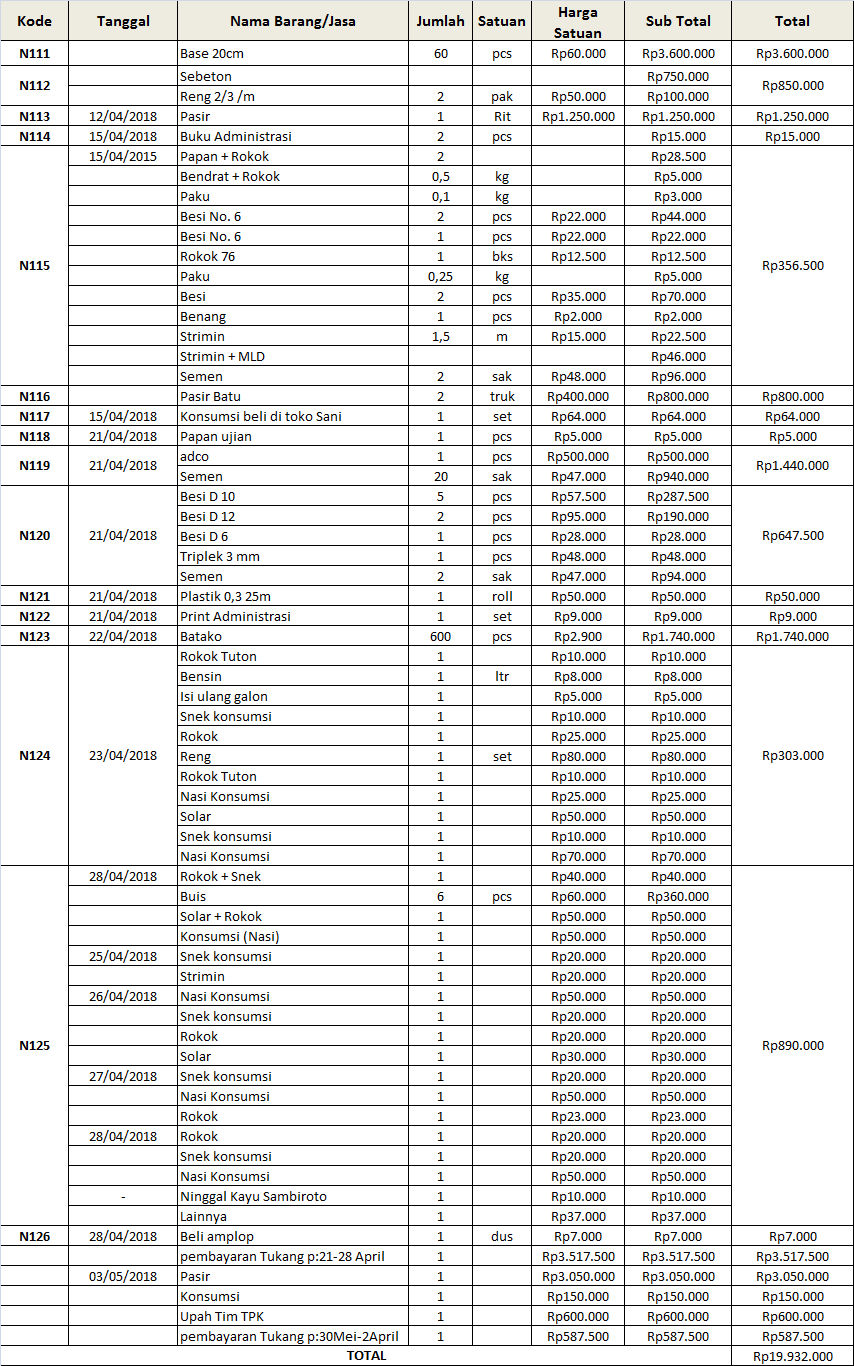 Kode Tanggal Nama Barang/Jasa Jumlah Satuan Harga Satuan Sub Total Total
N111 Base 20cm 60 pcs Rp60.000 Rp3.600.000 Rp3.600.000
N112 Sebeton Rp750.000 Rp850.000
Reng 2/3 /m 2 pak Rp50.000 Rp100.000
N113 12/04/2018 Pasir 1 Rit Rp1.250.000 Rp1.250.000 Rp1.250.000
N114 15/04/2018 Buku Administrasi 2 pcs Rp15.000 Rp15.000
N115 15/04/2015 Papan + Rokok 2 Rp28.500 Rp356.500
Bendrat + Rokok 0,5 kg Rp5.000
Paku 0,1 kg Rp3.000
Besi No. 6 2 pcs Rp22.000 Rp44.000
Besi No. 6 1 pcs Rp22.000 Rp22.000
Rokok 76 1 bks Rp12.500 Rp12.500
Paku 0,25 kg Rp5.000
Besi 2 pcs Rp35.000 Rp70.000
Benang 1 pcs Rp2.000 Rp2.000
Strimin 1,5 m Rp15.000 Rp22.500
Strimin + MLD Rp46.000
Semen 2 sak Rp48.000 Rp96.000
N116 Pasir Batu 2 truk Rp400.000 Rp800.000 Rp800.000
N117 15/04/2018 Konsumsi beli di toko Sani 1 set Rp64.000 Rp64.000 Rp64.000
N118 21/04/2018 Papan ujian 1 pcs Rp5.000 Rp5.000 Rp5.000
N119 21/04/2018 adco 1 pcs Rp500.000 Rp500.000 Rp1.440.000
Semen 20 sak Rp47.000 Rp940.000
N120 21/04/2018 Besi D 10 5 pcs Rp57.500 Rp287.500 Rp647.500
Besi D 12 2 pcs Rp95.000 Rp190.000
Besi D 6 1 pcs Rp28.000 Rp28.000
Triplek 3 mm 1 pcs Rp48.000 Rp48.000
Semen 2 sak Rp47.000 Rp94.000
N121 21/04/2018 Plastik 0,3 25m 1 roll Rp50.000 Rp50.000 Rp50.000
N122 21/04/2018 Print Administrasi 1 set Rp9.000 Rp9.000 Rp9.000
N123 22/04/2018 Batako 600 pcs Rp2.900 Rp1.740.000 Rp1.740.000
N124 23/04/2018 Rokok Tuton 1 Rp10.000 Rp10.000 Rp303.000
Bensin 1 ltr Rp8.000 Rp8.000
Isi ulang galon 1 Rp5.000 Rp5.000
Snek konsumsi 1 Rp10.000 Rp10.000
Rokok 1 Rp25.000 Rp25.000
Reng 1 set Rp80.000 Rp80.000
Rokok Tuton 1 Rp10.000 Rp10.000
Nasi Konsumsi 1 Rp25.000 Rp25.000
Solar 1 Rp50.000 Rp50.000
Snek konsumsi 1 Rp10.000 Rp10.000
Nasi Konsumsi 1 Rp70.000 Rp70.000
N125 28/04/2018 Rokok + Snek 1 Rp40.000 Rp40.000 Rp890.000
Buis 6 pcs Rp60.000 Rp360.000
Solar + Rokok 1 Rp50.000 Rp50.000
Konsumsi (Nasi) 1 Rp50.000 Rp50.000
25/04/2018 Snek konsumsi 1 Rp20.000 Rp20.000
Strimin 1 Rp20.000 Rp20.000
26/04/2018 Nasi Konsumsi 1 Rp50.000 Rp50.000
Snek konsumsi 1 Rp20.000 Rp20.000
Rokok 1 Rp20.000 Rp20.000
Solar 1 Rp30.000 Rp30.000
27/04/2018 Snek konsumsi 1 Rp20.000 Rp20.000
Nasi Konsumsi 1 Rp50.000 Rp50.000
Rokok 1 Rp23.000 Rp23.000
28/04/2018 Rokok 1 Rp20.000 Rp20.000
Snek konsumsi 1 Rp20.000 Rp20.000
Nasi Konsumsi 1 Rp50.000 Rp50.000
- Ninggal Kayu Sambiroto 1 Rp10.000 Rp10.000
Lainnya 1 Rp37.000 Rp37.000
N126 28/04/2018 Beli amplop 1 dus Rp7.000 Rp7.000 Rp7.000
pembayaran Tukang p:21-28 April 1 Rp3.517.500 Rp3.517.500 Rp3.517.500
03/05/2018 Pasir 1 Rp3.050.000 Rp3.050.000 Rp3.050.000
Konsumsi 1 Rp150.000 Rp150.000 Rp150.000
Upah Tim TPK 1 Rp600.000 Rp600.000 Rp600.000
pembayaran Tukang p:30Mei-2April 1 Rp587.500 Rp587.500 Rp587.500
TOTAL Rp19.932.000